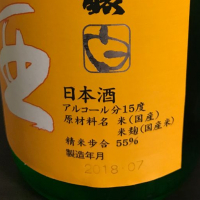 酒
日本酒
アルコール分15度
原材料名 米(国産)
米麹(国産米)
精米歩合 55%
製造年月
2018.07